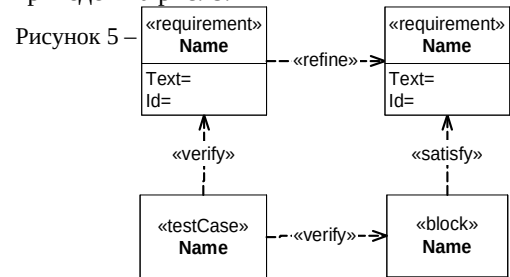 Рисунок 5 –
«requirement»
Name
Text=
Id=
«refine»
«requirement»
Name
Text=
Id=
«verify»
«satisfy»
«testCase»
Name
«verify»
«block»
Name